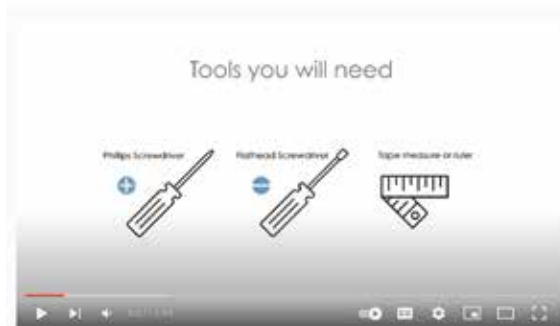 Tools you will need
Phillips Screwdriver
Flathead Screwdriver
Tape measure or ruler